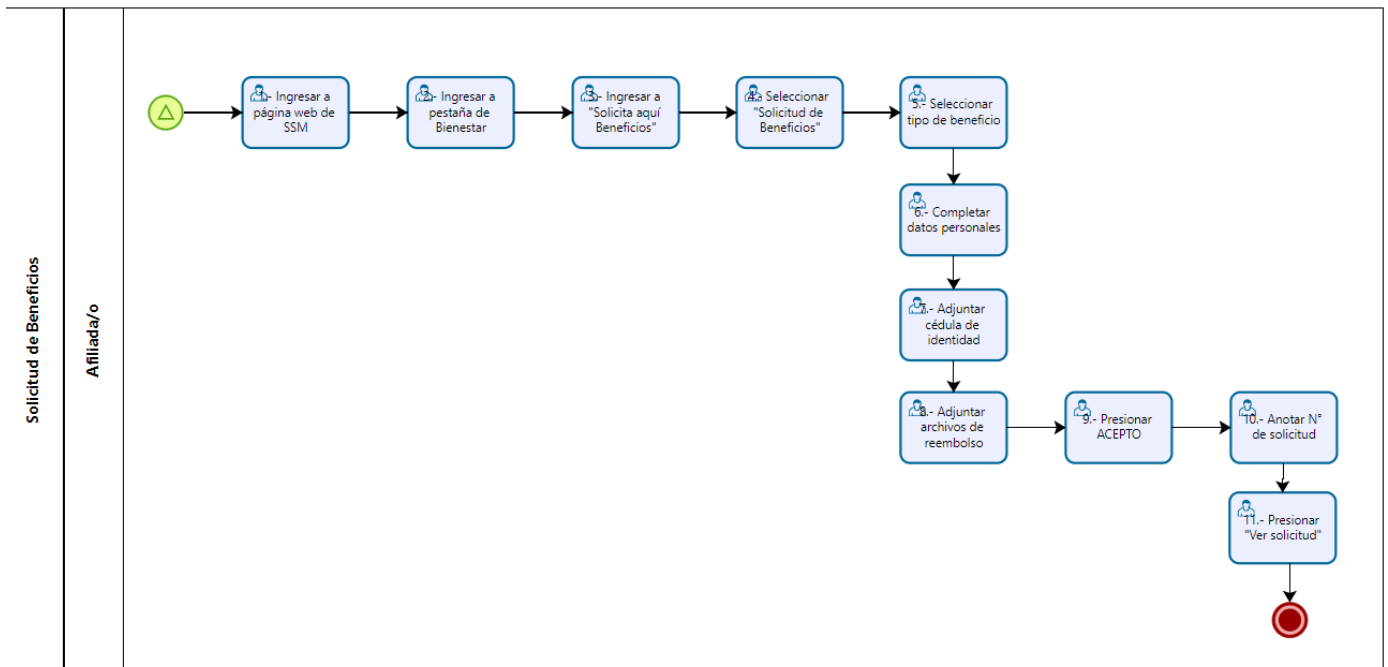 Solicitud de Beneficios
Afiliada/o
1.- Ingresar a
página web de
SSM
2.- Ingresar a
pestaña de
Bienestar
3.- Ingresar a
"Solicita aquí
Beneficios"
4.- Seleccionar
"Solicitud de
Beneficios"
5.- Seleccionar
tipo de beneficio
6.- Completar
datos personales
7.- Adjuntar
cédula de
identidad
8.- Adjuntar
archivos de
reembolso
9.- Presionar
ACEPTO
10.- Anotar N°
de solicitud
11.- Presionar
"Ver solicitud"